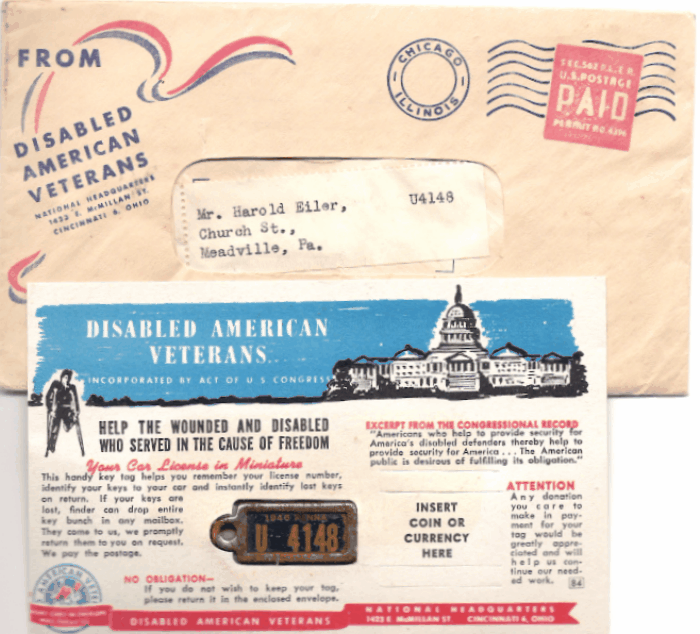 FROM
DISABLED
AMERICAN
VETERANS
NATIONAL HEADQUARTERS
1423 E. McMILLAN ST.
CINCINNATI 6, OHIO
CHICAGO
ILLINOIS
SEC. 562 P.L.& R.
U.S. POSTAGE
PAID
PERMIT NO.
Mr. Harold Eiler,
U4148
Church St.,
Meadville, Pa.
DISABLED AMERICAN
VETERANS
INCORPORATED BY ACT OF U S CONGRESS
HELP THE WOUNDED AND DISABLED
WHO SERVED IN THE CAUSE OF FREEDOM
Your Car License in Miniature
This handy key tag helps you remember your license number,
identify your keys to your car and instantly identify lost keys
on return. If your keys are
lost, finder can drop entire
key bunch in any mailbox.
They come to us, we promptly
return them to you on request.
We pay the postage.
NO OBLIGATION—
If you do not wish to keep your tag,
please return it in the enclosed envelope.
U 4148
EXCERPT FROM THE CONGRESSIONAL RECORD
"Americans who help to provide security for
America's disabled defenders thereby help to
provide security for America . . . The American
public is desirous of fulfilling its obligation."
INSERT
COIN OR
CURRENCY
HERE
ATTENTION
Any donation
you care to
make in pay-
ment for your
tag would be
greatly appre-
ciated and will
help us con-
tinue our need-
ed work.
84
AMERICAN
DISABLED AMERICAN VETERANS
NATIONAL HEADQUARTERS
1423 E. McMILLAN ST CINCINNATI 6, OHIO